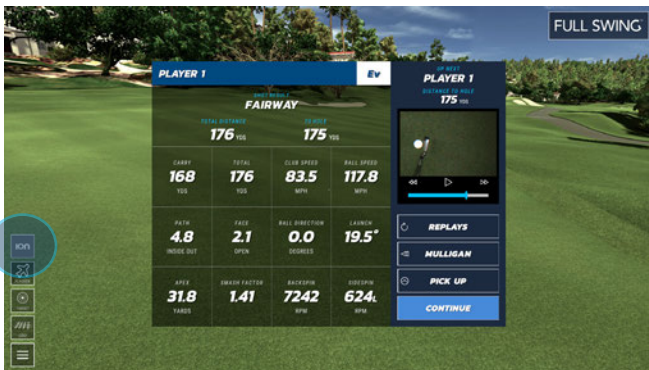 FULL SWING
PLAYER 1
Ev
SHOT RESULT
FAIRWAY
TOTAL DISTANCE
TO HOLE
176 YDS
175 YDS
CARRY
TOTAL
CLUB SPEED
BALL SPEED
168
176
83.5
117.8
YDS
YDS
MPH
MPH
PATH
FACE
BALL DIRECTION
LAUNCH
4.8
2.1
0.0
19.5°
INSIDE OUT
OPEN
DEGREES
APEX
SMASH FACTOR
BACKSPIN
SIDESPIN
31.8
1.41
7242
624L
YARDS
RPM
RPM
UP NEXT
PLAYER 1
DISTANCE TO HOLE
175 YDS
REPLAYS
MULLIGAN
PICK UP
CONTINUE
ION